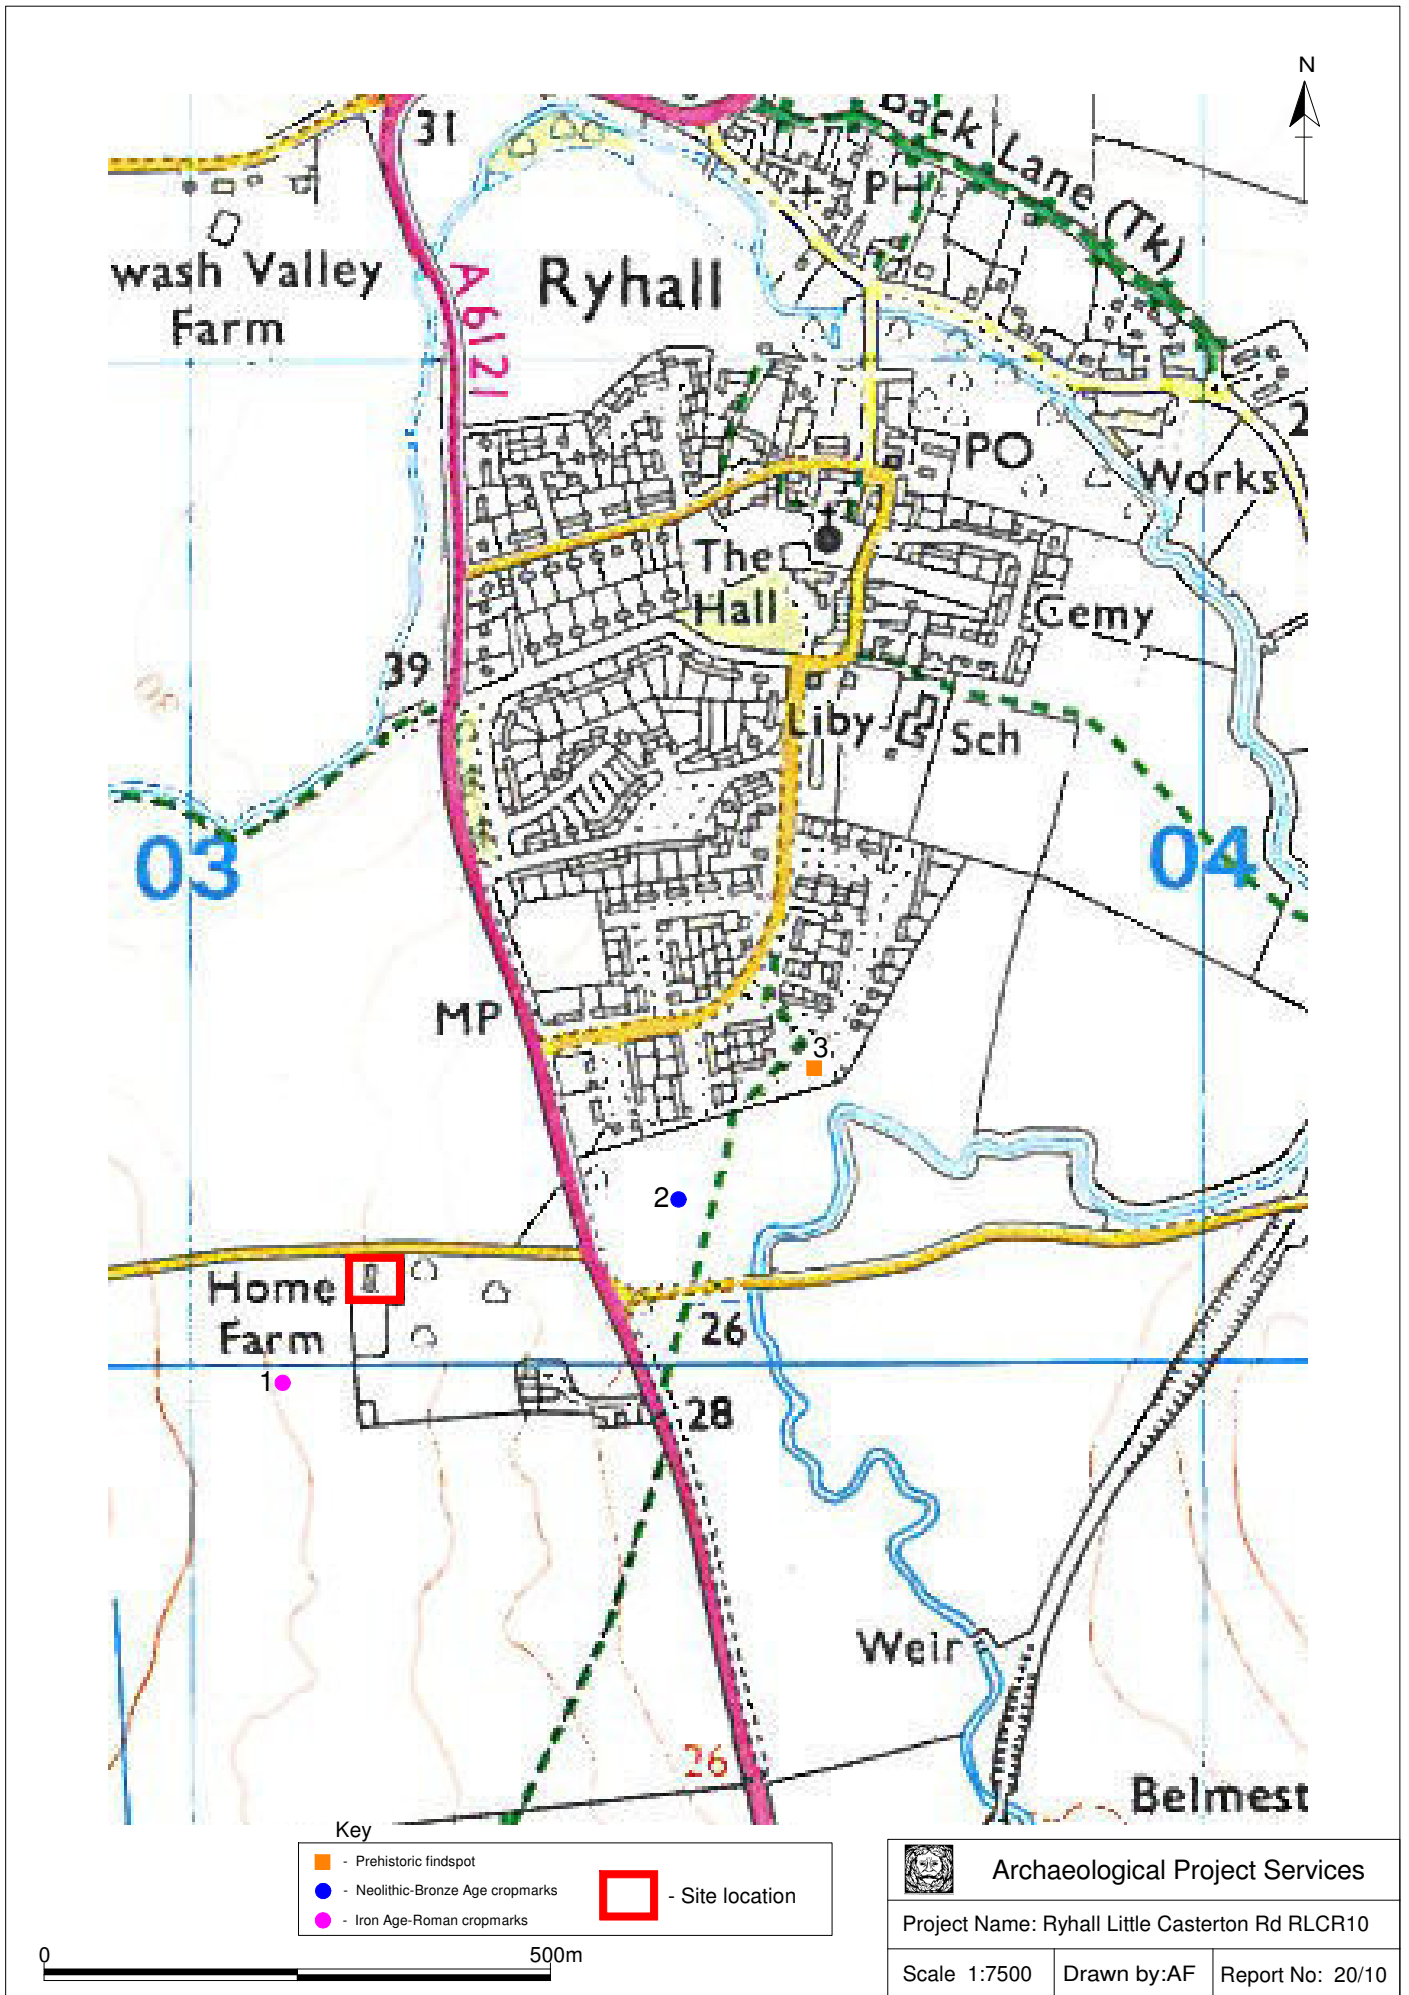 N
31
Back Lane (Tk)
PH
wash Valley
Farm
A 6121
Ryhall
PO
Works
2
The
Hall
Cemy
39
Liby
Sch
03
04
MP
3
2
Home
Farm
26
1
28
Weir
26
Belmest
Key
- Prehistoric findspot
- Neolithic-Bronze Age cropmarks
- Iron Age-Roman cropmarks
- Site location
0 500m
Archaeological Project Services
Project Name: Ryhall Little Casterton Rd RLCR10
Scale 1:7500
Drawn by:AF
Report No: 20/10